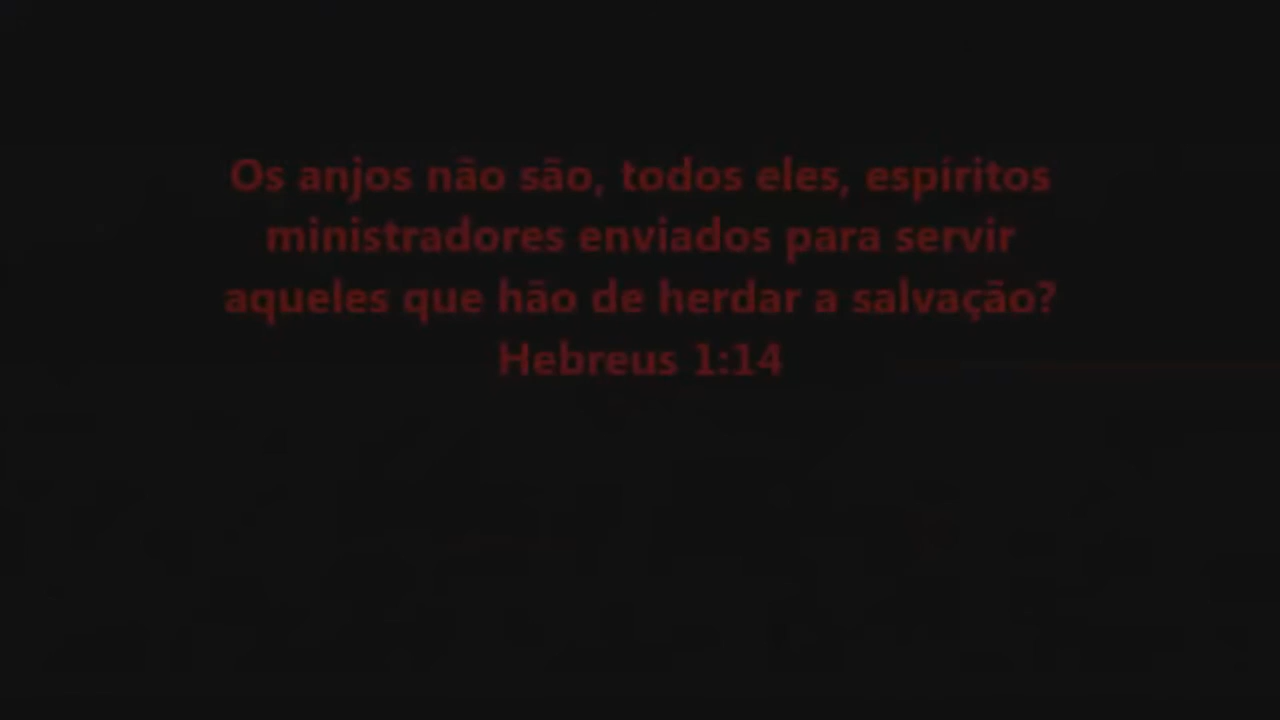 Os anjos não são, todos eles, espíritos
ministradores enviados para servir
aqueles que hão de herdar a salvação?
Hebreus 1:14